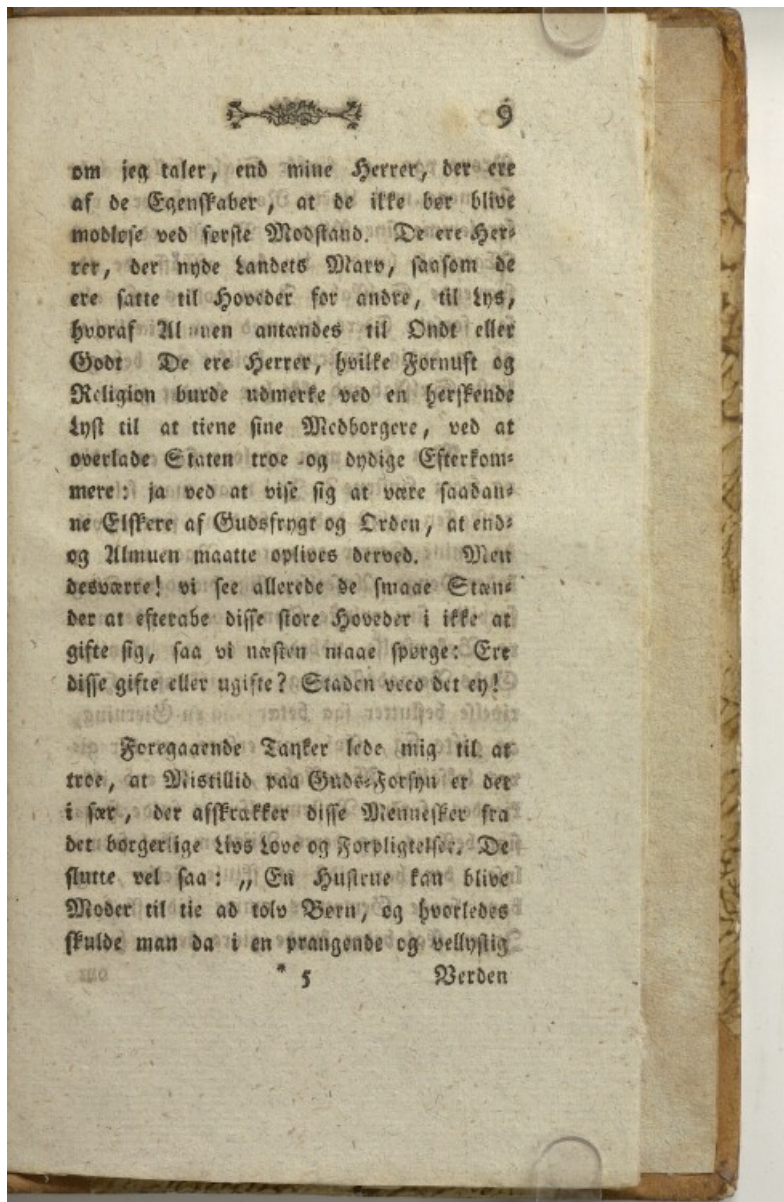 9
om jeg taler, end mine Herrer, der ere
af de Egenskaber, at de ikke bør blive
modløse ved første Modstand. De ere Her-
rer, der nyde Landets Marv, saasom de
ere satte til Hoveder for andre, til Lys,
hvoraf Almuen antændes til Ondt eller
Godt De ere Herrer, hvilke Fornuft og
Religion burde udmerke ved en herskende
Lyst til at tiene sine Medborgere, ved at
overlade Staten troe og dydige Efterkom-
mere: ja ved at vise sig at være saadan-
ne Elskere af Gudsfrygt og Orden, at end-
og Almuen maatte oplives derved. Men
desværre! vi see allerede de smaae Stæn-
der at efterabe disse store Hoveder i ikke at
gifte sig, saa vi næsten maae spørge: Ere
disse gifte eller ugifte? Staden veed det ey!
Foregaaende Tanker lede mig til at
troe, at Mistillid paa Guds-Forsyn er det
i sær, der afskrækker disse Mennesker fra
det borgerlige Livs Love og Forpligtelser. De
slutte vel saa: „En Hustrue kan blive
Moder til tie ad tolv Børn, og hvorledes
skulde man da i en prangende og vellystig
* 5 Verden